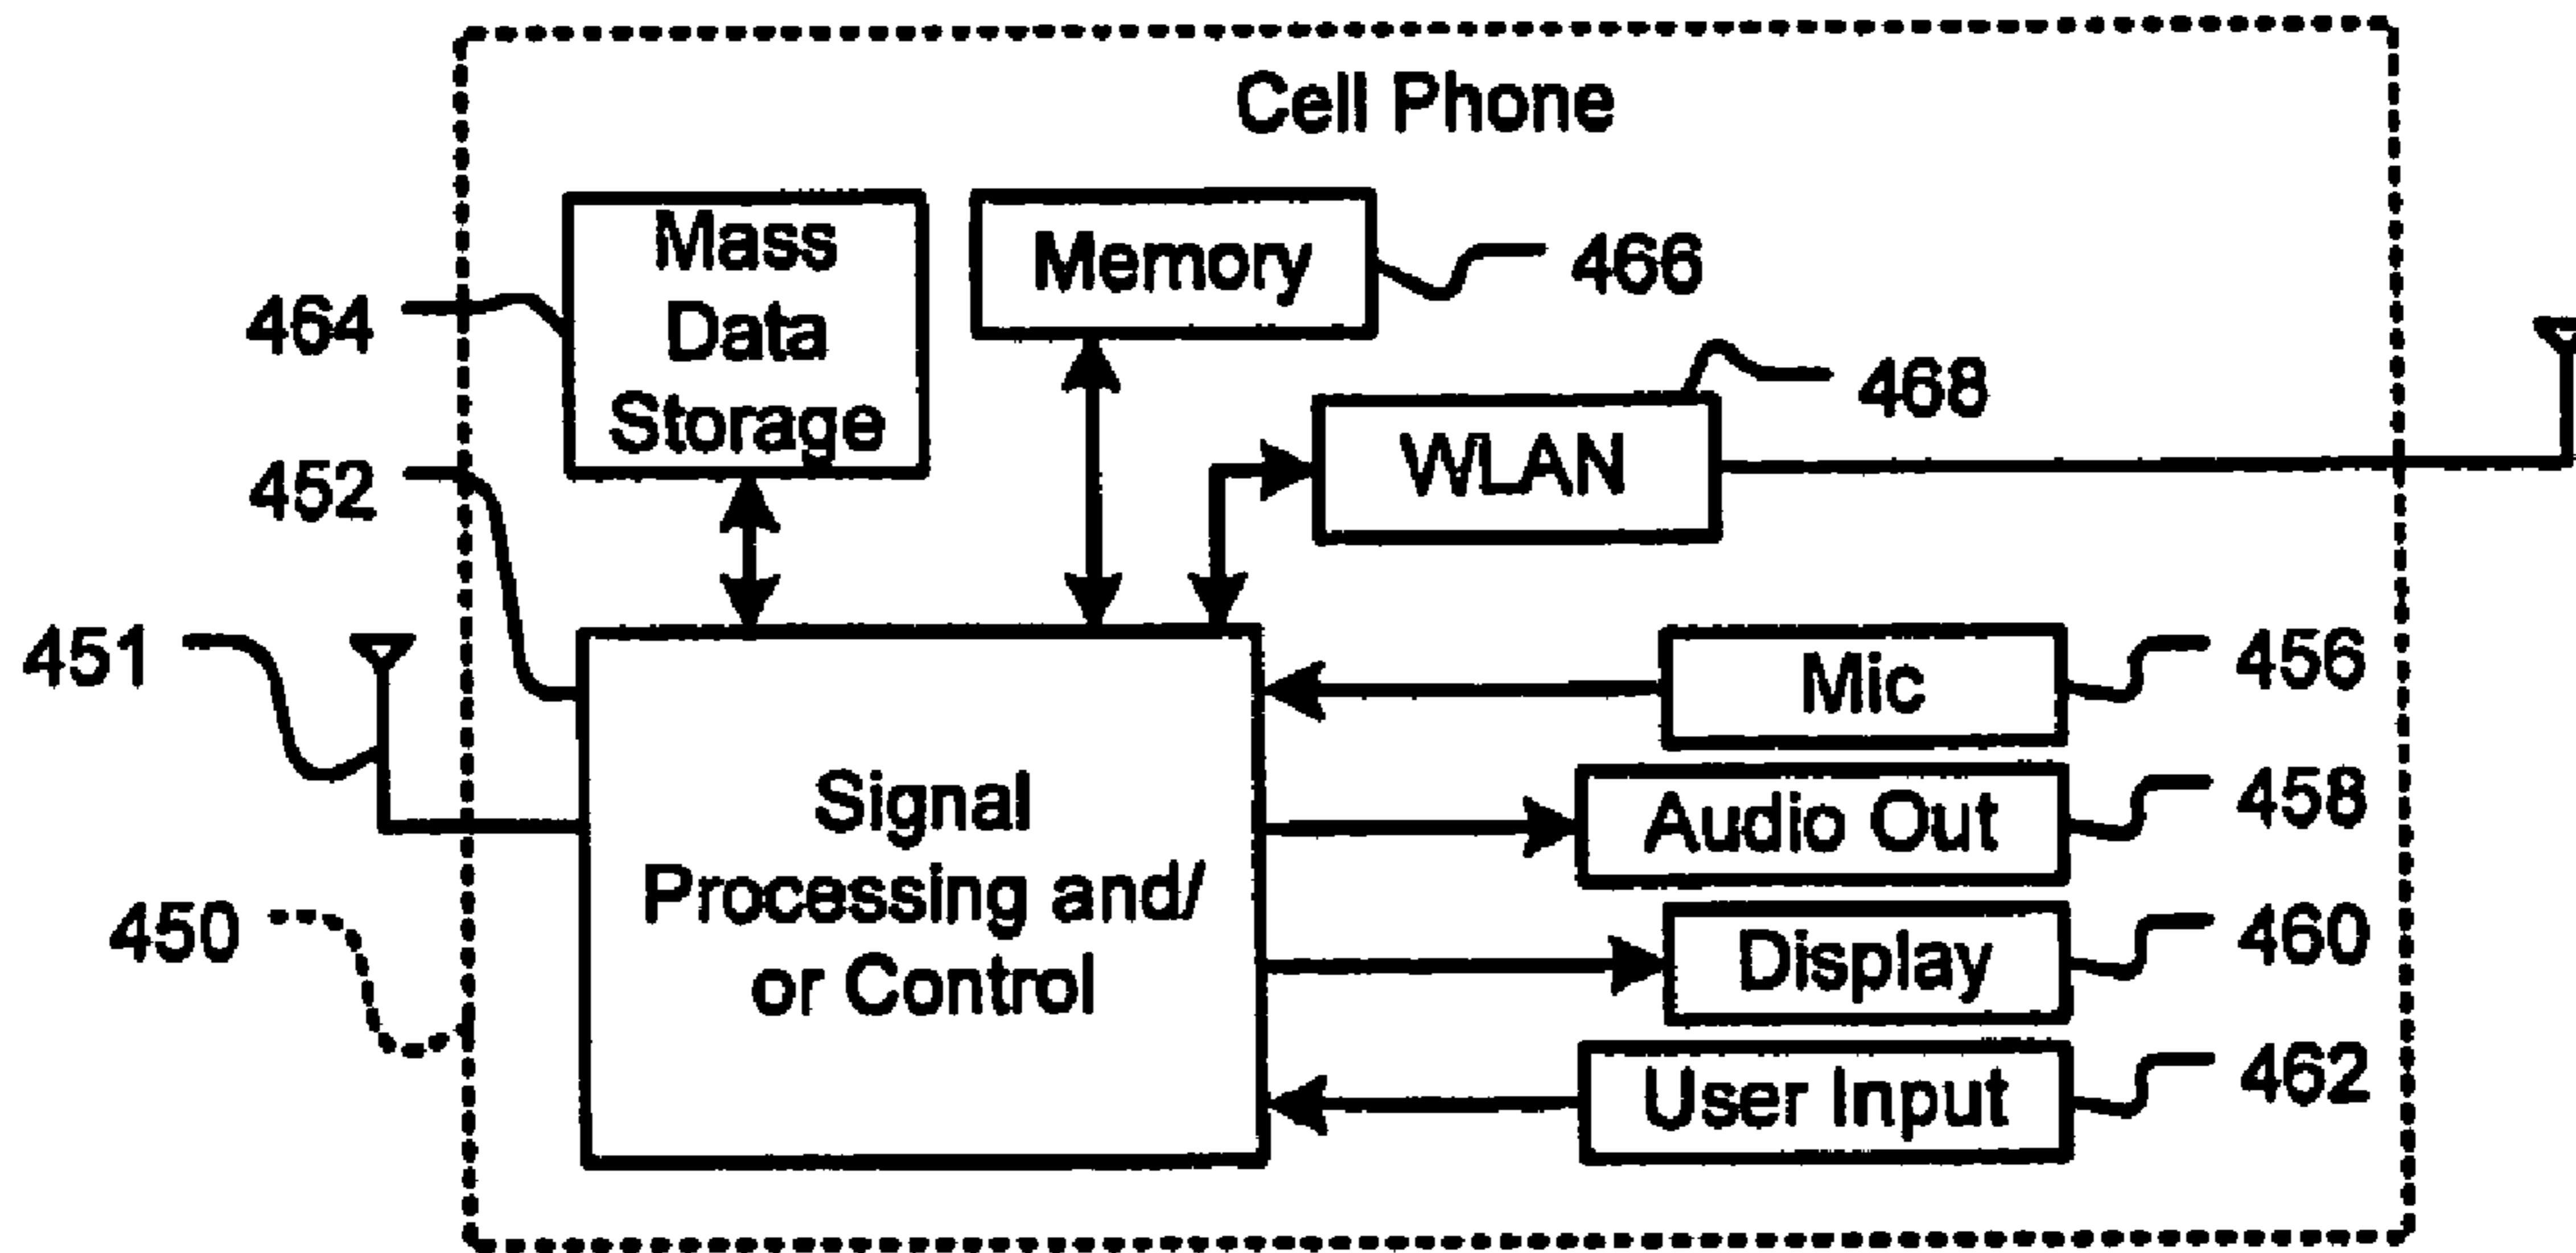 Cell Phone
Mass
Data
Storage
Memory
466
464
468
WLAN
452
451
Mic
456
Signal
Processing and/
or Control
Audio Out
458
450
Display
460
User Input
462